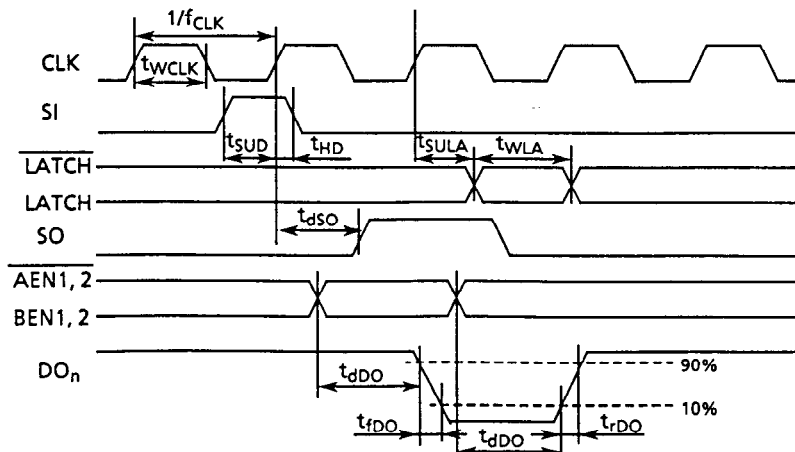 1/fCLK
CLK
tWCLK
SI
tSUD
tHD
tSULA
tWLA
LATCH
LATCH
tdSO
SO
AEN1, 2
BEN1, 2
DOn
90%
tdDO
10%
tfDO
tdDO
trDO